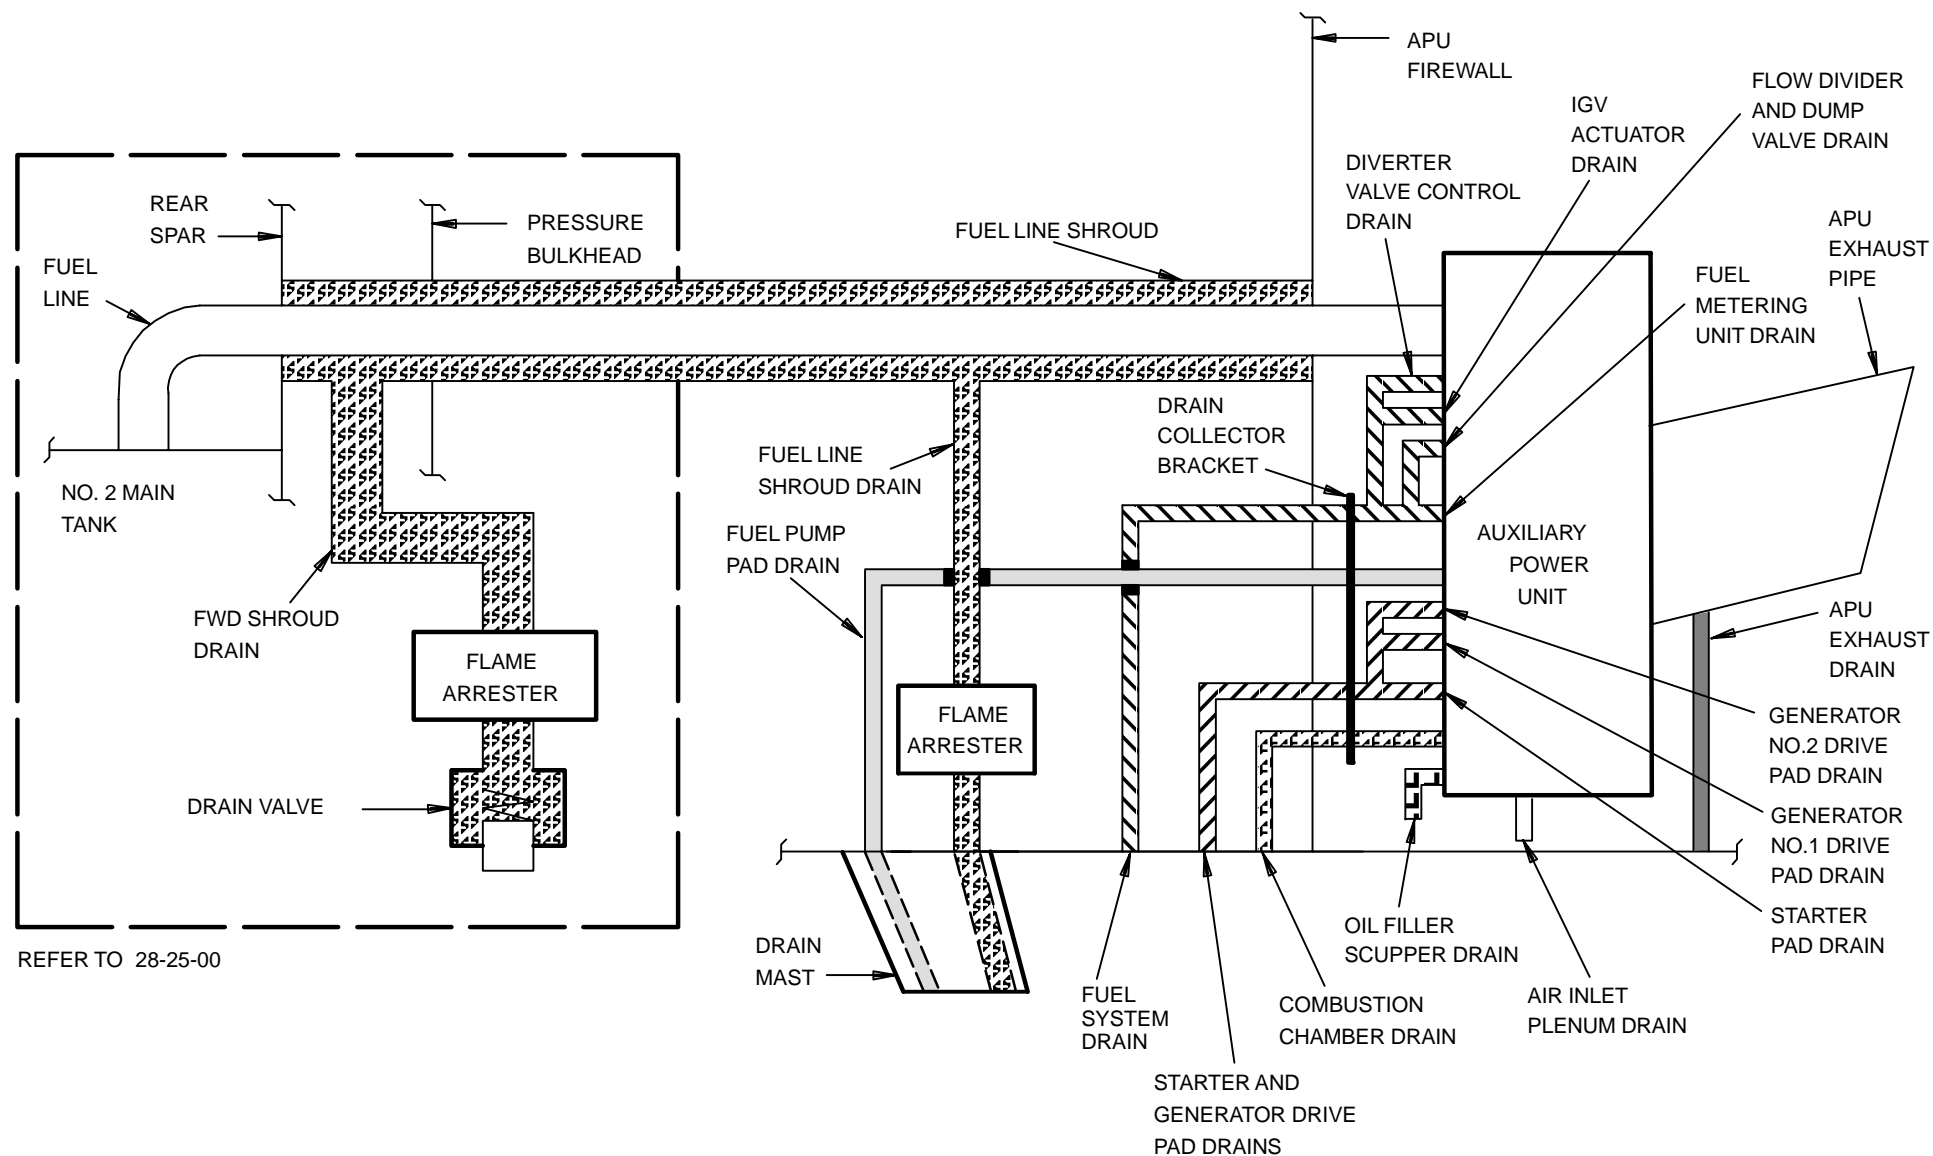 APU
FIREWALL
FLOW DIVIDER
AND DUMP
VALVE DRAIN
IGV
ACTUATOR
DRAIN
DIVERTER
VALVE CONTROL
DRAIN
APU
EXHAUST
PIPE
REAR
SPAR
PRESSURE
BULKHEAD
FUEL LINE SHROUD
FUEL
LINE
FUEL
METERING
UNIT DRAIN
DRAIN
COLLECTOR
BRACKET
FUEL LINE
SHROUD DRAIN
NO. 2 MAIN
TANK
FUEL PUMP
PAD DRAIN
AUXILIARY
POWER
UNIT
FWD SHROUD
DRAIN
APU
EXHAUST
DRAIN
FLAME
ARRESTER
FLAME
ARRESTER
GENERATOR
NO.2 DRIVE
PAD DRAIN
DRAIN VALVE
GENERATOR
NO.1 DRIVE
PAD DRAIN
STARTER
PAD DRAIN
OIL FILLER
SCUPPER DRAIN
DRAIN
MAST
REFER TO 28-25-00
FUEL
SYSTEM
DRAIN
COMBUSTION
CHAMBER DRAIN
AIR INLET
PLENUM DRAIN
STARTER AND
GENERATOR DRIVE
PAD DRAINS